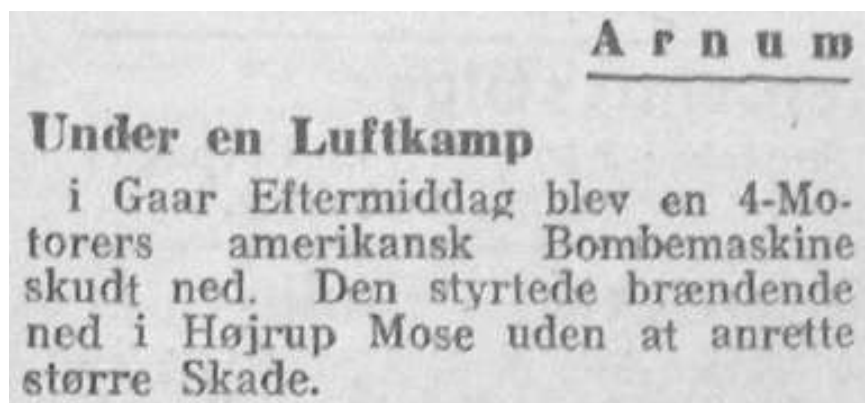 Arnum
Under en Luftkamp
i Gaar Eftermiddag blev en 4-Mo-
torers amerikansk Bombemaskine
skudt ned. Den styrtede brændende
ned i Højrup Mose uden at anrette
større Skade.